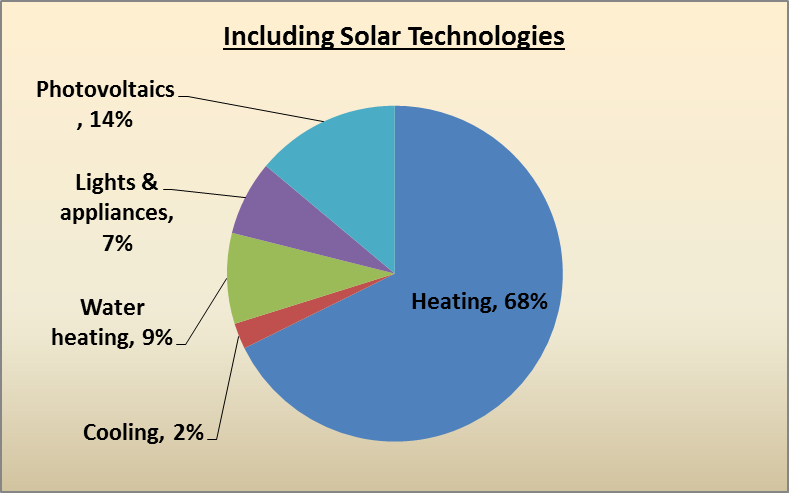 Including Solar Technologies
Photovoltaics
, 14%
Lights &
appliances,
7%
Heating, 68%
Water
heating, 9%
Cooling, 2%